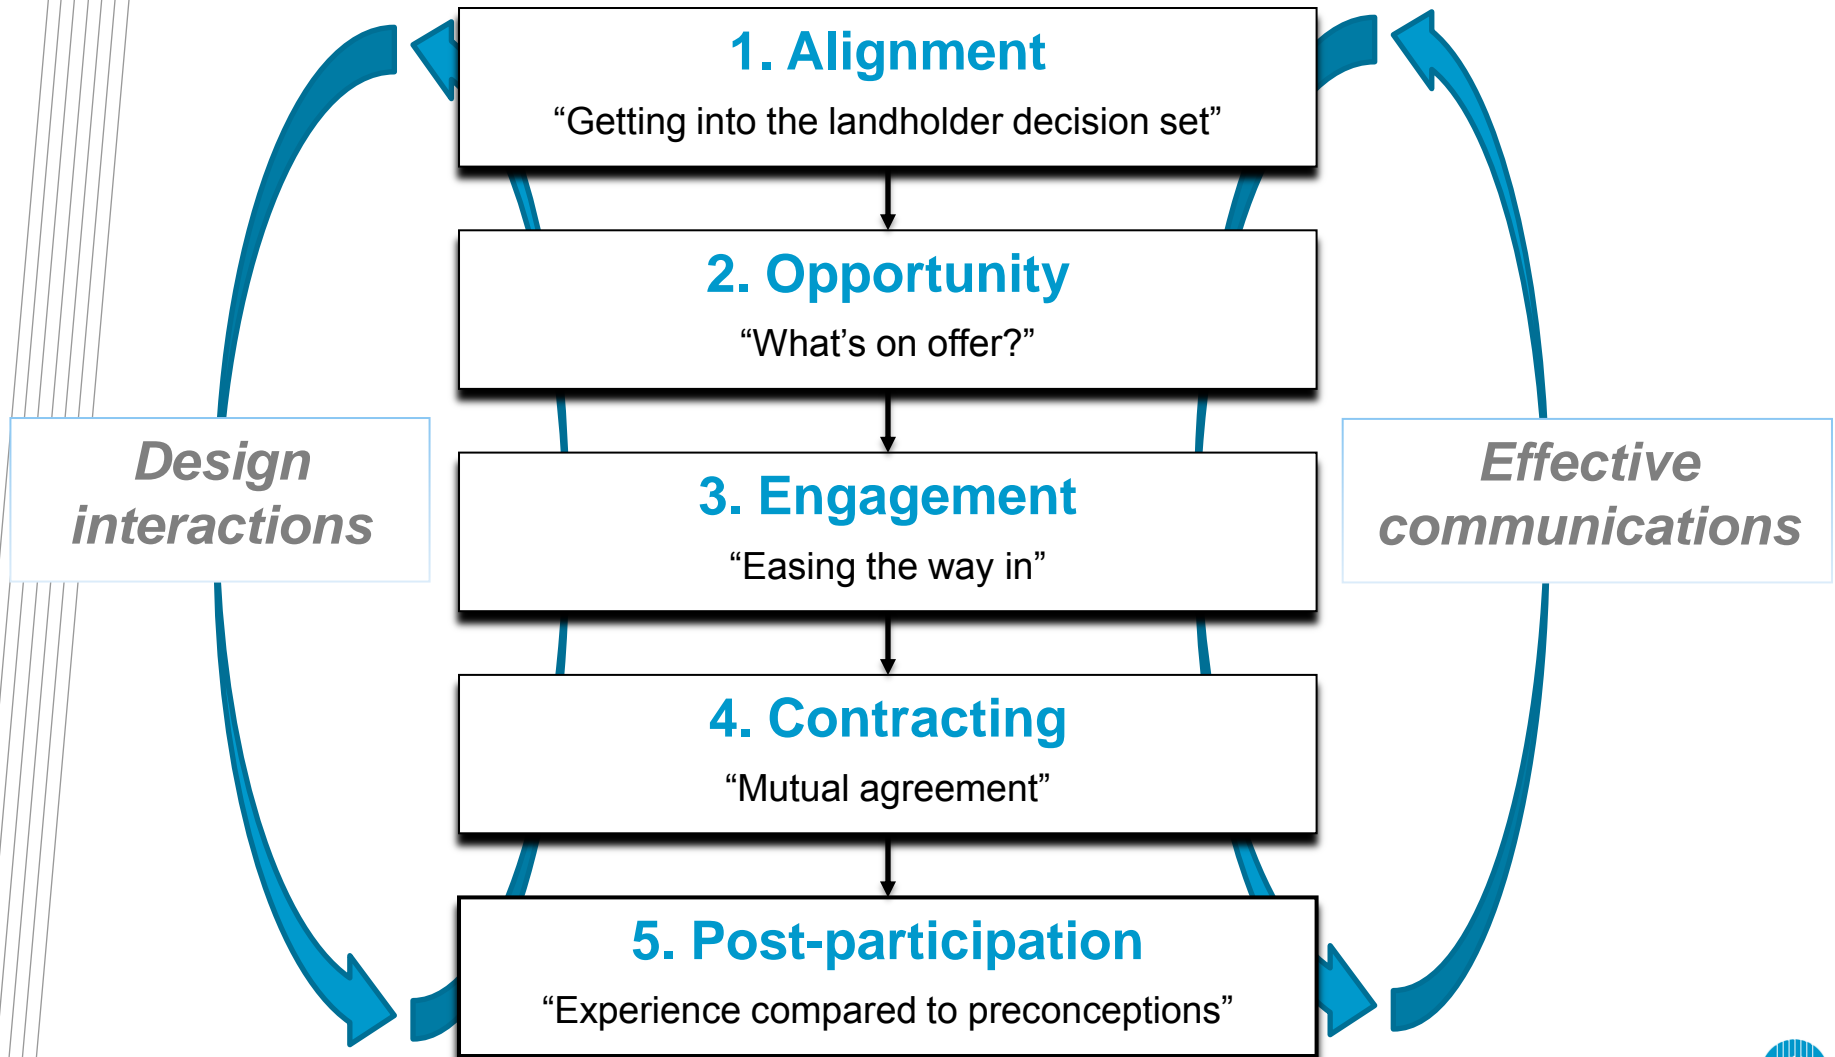 1. Alignment
“Getting into the landholder decision set”
2. Opportunity
“What’s on offer?”
Design
interactions
Effective
communications
3. Engagement
“Easing the way in”
4. Contracting
“Mutual agreement”
5. Post-participation
“Experience compared to preconceptions”